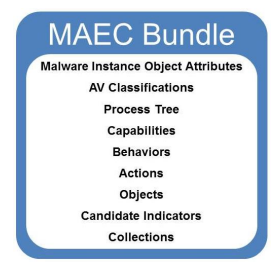 MAEC Bundle
Malware Instance Object Attributes
AV Classifications
Process Tree
Capabilities
Behaviors
Actions
Objects
Candidate Indicators
Collections